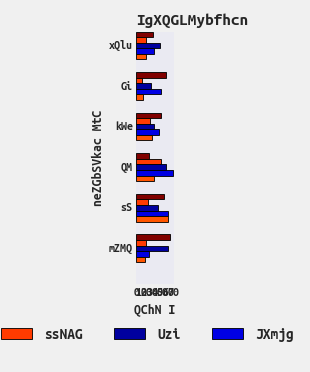 IgXQGLMybfhcn
xQlu
Gi
kWe
QM
sS
mZMQ
neZGbSVkac MtC
QChN I
ssNAG
Uzi
JXmjg